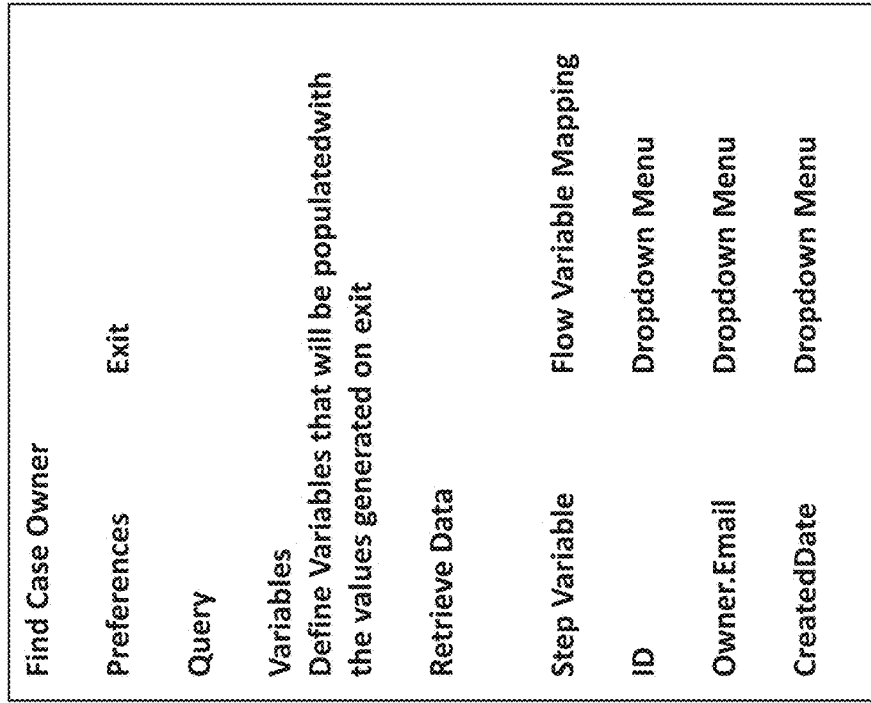 Find Case Owner
Preferences Exit
Query
Variables
Define Variables that will be populatedwith
the values generated on exit
Retrieve Data
Step Variable Flow Variable Mapping
ID Dropdown Menu
Owner.Email Dropdown Menu
CreatedDate Dropdown Menu